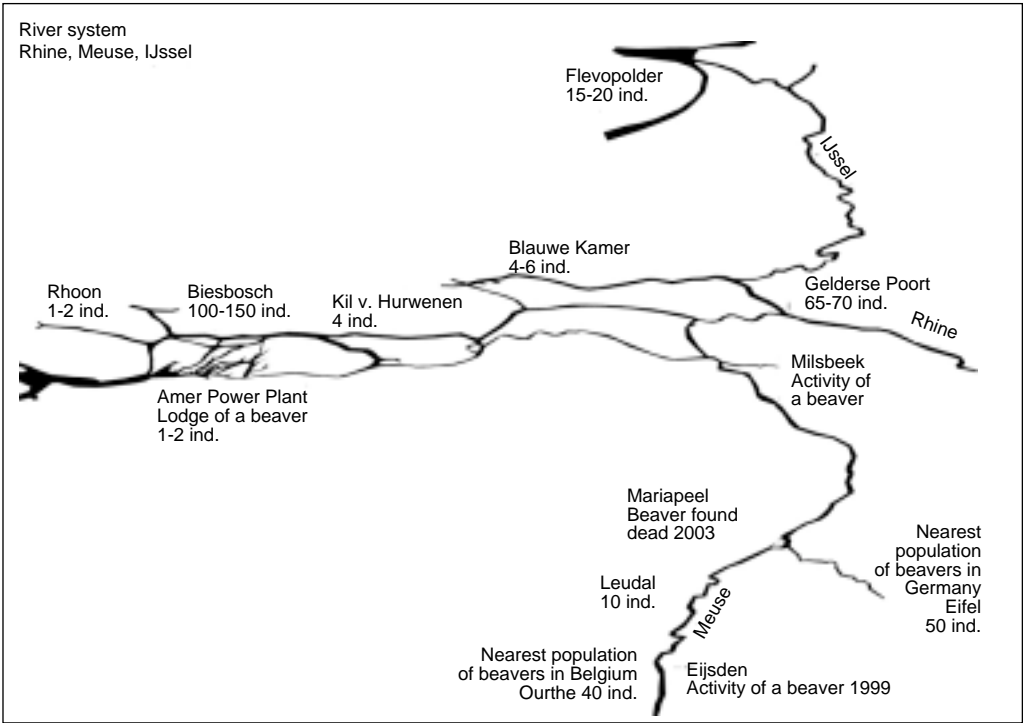 River system
Rhine, Meuse, IJssel
Flevopolder
15-20 ind.
IJssel
Blauwe Kamer
4-6 ind.
Gelderse Poort
65-70 ind.
Rhine
Rhoon
1-2 ind.
Biesbosch
100-150 ind.
Kil v. Hurwenen
4 ind.
Milsbeek
Activity of
a beaver
Amer Power Plant
Lodge of a beaver
1-2 ind.
Mariapeel
Beaver found
dead 2003
Nearest
population
of beavers in
Germany
Eifel
50 ind.
Leudal
10 ind.
Meuse
Nearest population
of beavers in Belgium
Ourthe 40 ind.
Eijsden
Activity of a beaver 1999